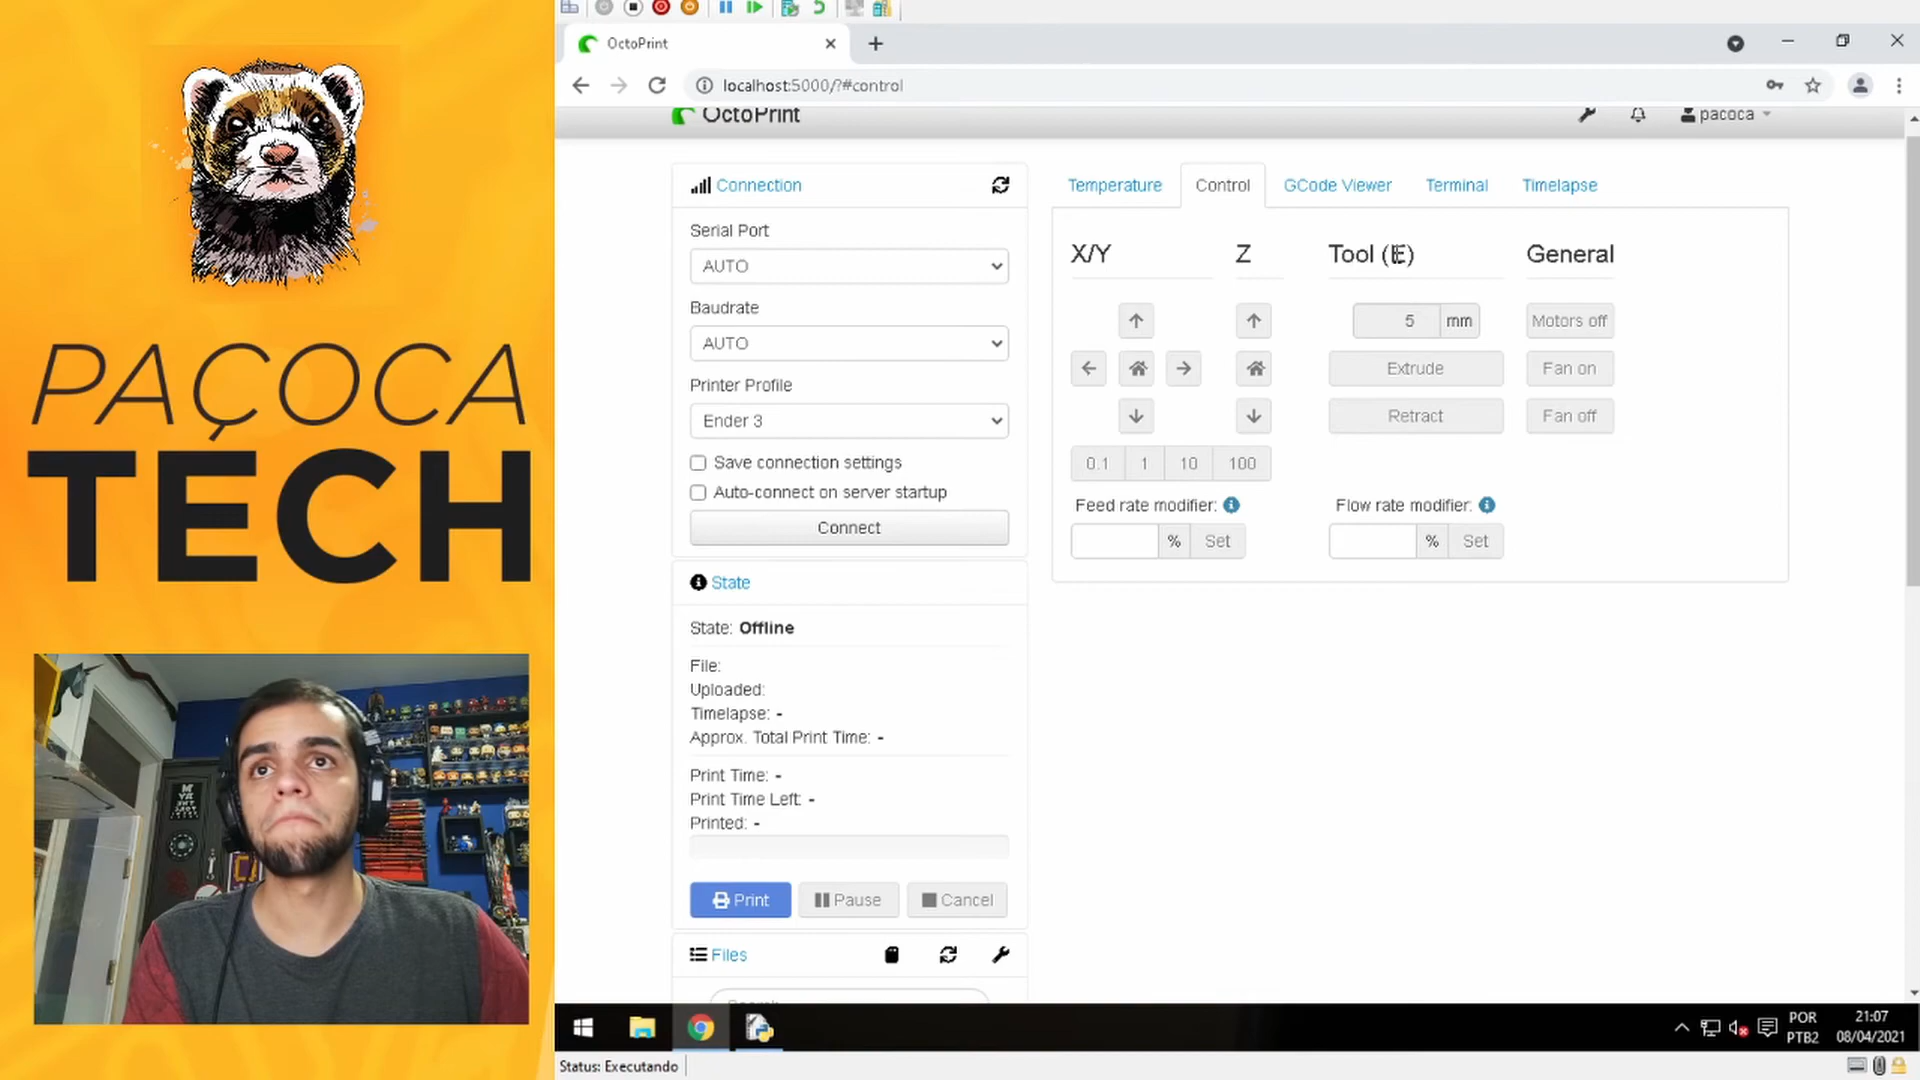 PAÇOCA
TECH
OctoPrint
localhost:5000/?#control
OctoPrint
pacoca
Connection
Serial Port
AUTO
Baudrate
AUTO
Printer Profile
Ender 3
Save connection settings
Auto-connect on server startup
Connect
State
State: Offline
File:
Uploaded:
Timelapse: -
Approx. Total Print Time: -
Print Time: -
Print Time Left: -
Printed: -
Print
Pause
Cancel
Files
Temperature
Control
GCode Viewer
Terminal
Timelapse
X/Y
Z
Tool (E)
General
5
mm
Motors off
Extrude
Fan on
Retract
Fan off
0.1
1
10
100
Feed rate modifier:
Flow rate modifier:
%
Set
%
Set
POR
PTB2
21:07
08/04/2021
Status: Executando